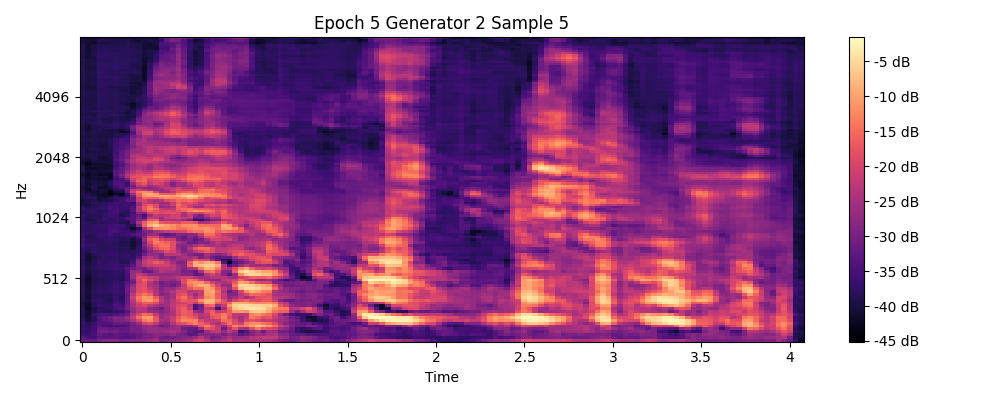 Epoch 5 Generator 2 Sample 5
Hz
4096
2048
1024
512
0
0
0.5
1
1.5
2
2.5
3
3.5
4
Time
-5 dB
-10 dB
-15 dB
-20 dB
-25 dB
-30 dB
-35 dB
-40 dB
-45 dB